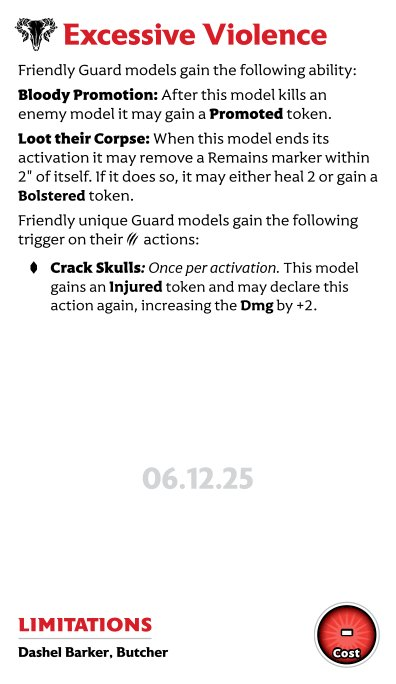 Excessive Violence
Friendly Guard models gain the following ability:
Bloody Promotion: After this model kills an
enemy model it may gain a Promoted token.
Loot their Corpse: When this model ends its
activation it may remove a Remains marker within
2" of itself. If it does so, it may either heal 2 or gain a
Bolstered token.
Friendly unique Guard models gain the following
trigger on their actions:
Crack Skulls: Once per activation. This model
gains an Injured token and may declare this
action again, increasing the Dmg by +2.
06.12.25
LIMITATIONS
Dashel Barker, Butcher
-
Cost